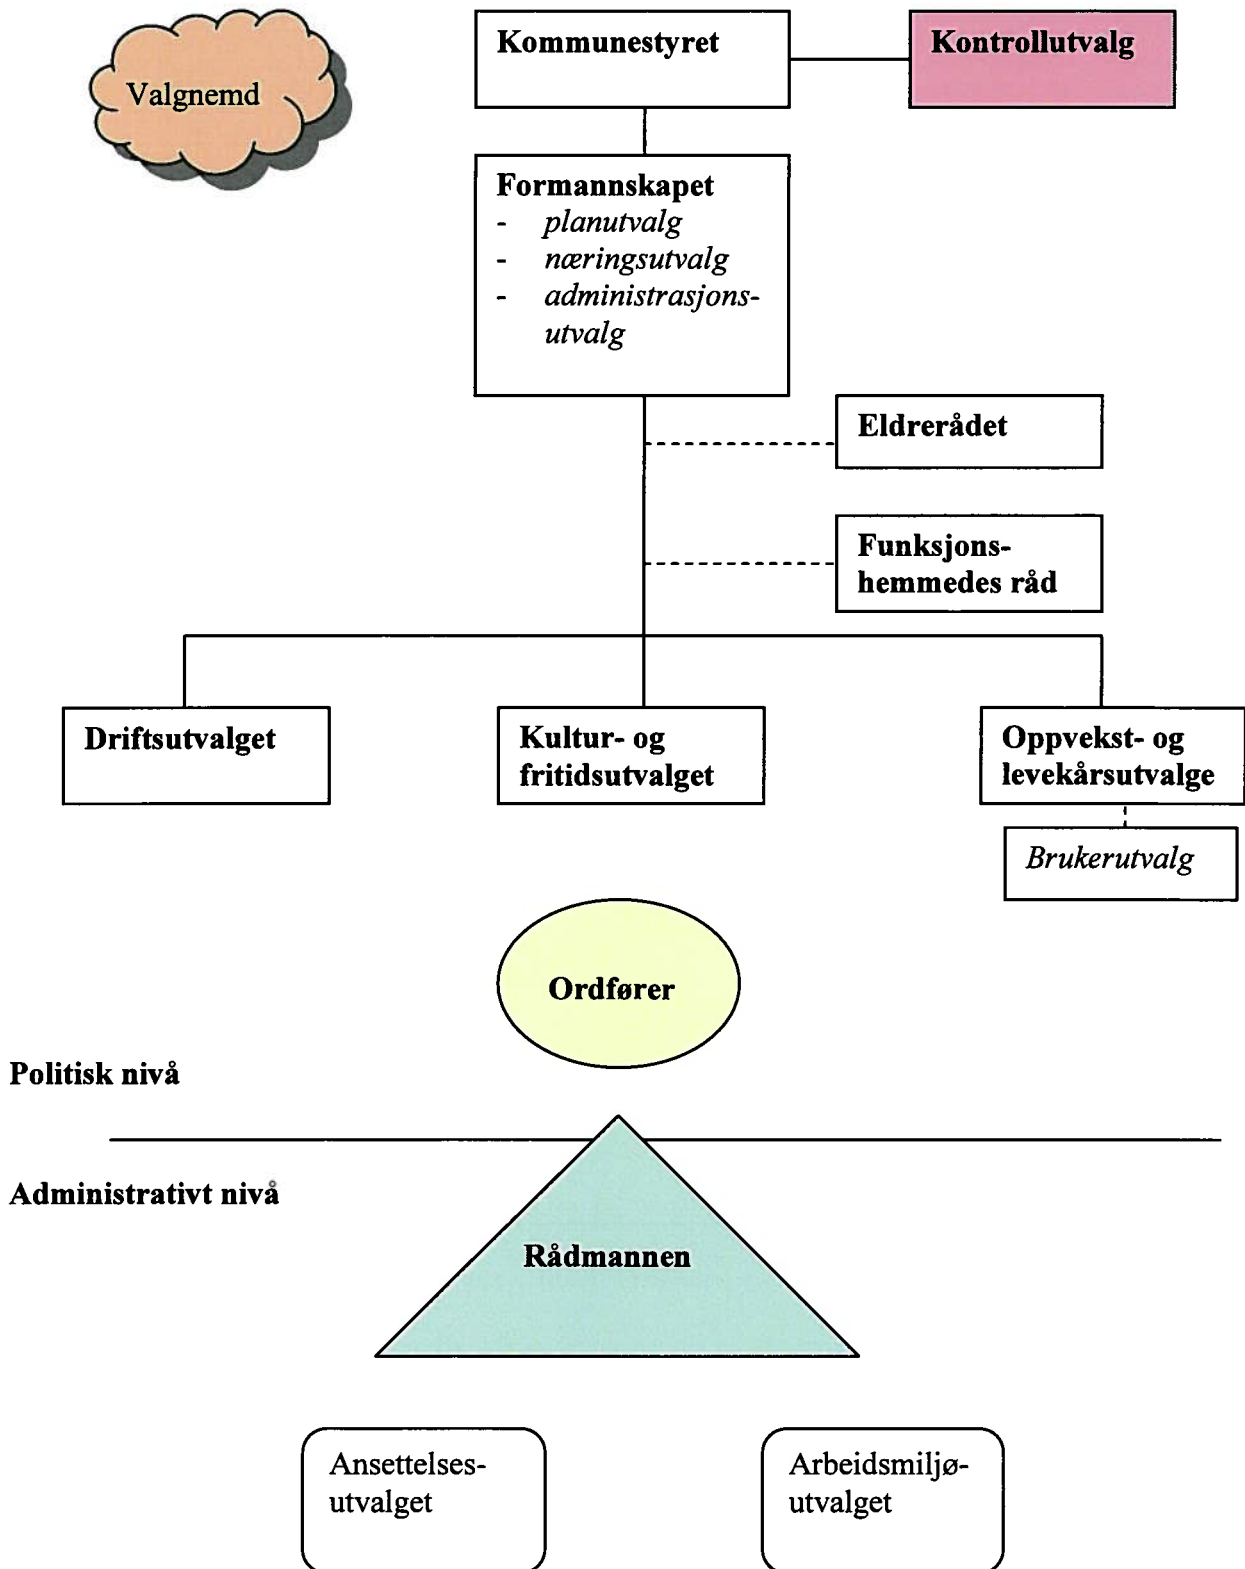 Valgnemd
Kommunestyret
Kontrollutvalg
Formannskapet
- planutvalg
- næringsutvalg
- administrasjons-
utvalg
Eldrerådet
Funksjons-
hemmedes råd
Driftsutvalget
Kultur- og
fritidsutvalget
Oppvekst- og
levekårsutvalge
Brukerutvalg
Ordfører
Politisk nivå
Administrativt nivå
Rådmannen
Ansettelses-
utvalget
Arbeidsmiljø-
utvalget